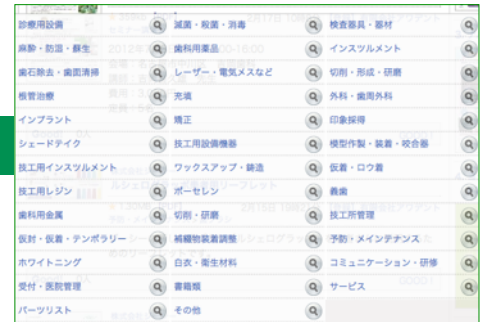 診療用設備 滅菌・殺菌・消毒 検査器具・器材
麻酔・防湿・蘇生 歯科用薬品 インツルメント
歯石除去・歯面清掃 レーザー・電気メスなど 切削・形成・研磨
根管治療 充填 外科・歯周外科
インプラント 矯正 印象採得
シェードテイク 技工用設備機器 模型作製・装着・咬合器
技工用インスツルメント ワックスアップ・鋳造 仮着・ロウ着
技工用レジン ポーセレン 義歯
歯科用金属 切削・研磨 技工所管理
仮封・仮着・テンポラリー 補綴物装着調整 予防・メインテナンス
ホワイトニング 白衣・衛生材料 コミュニケーション・研修
受付・医院管理 書籍類 サービス
パーツリスト その他